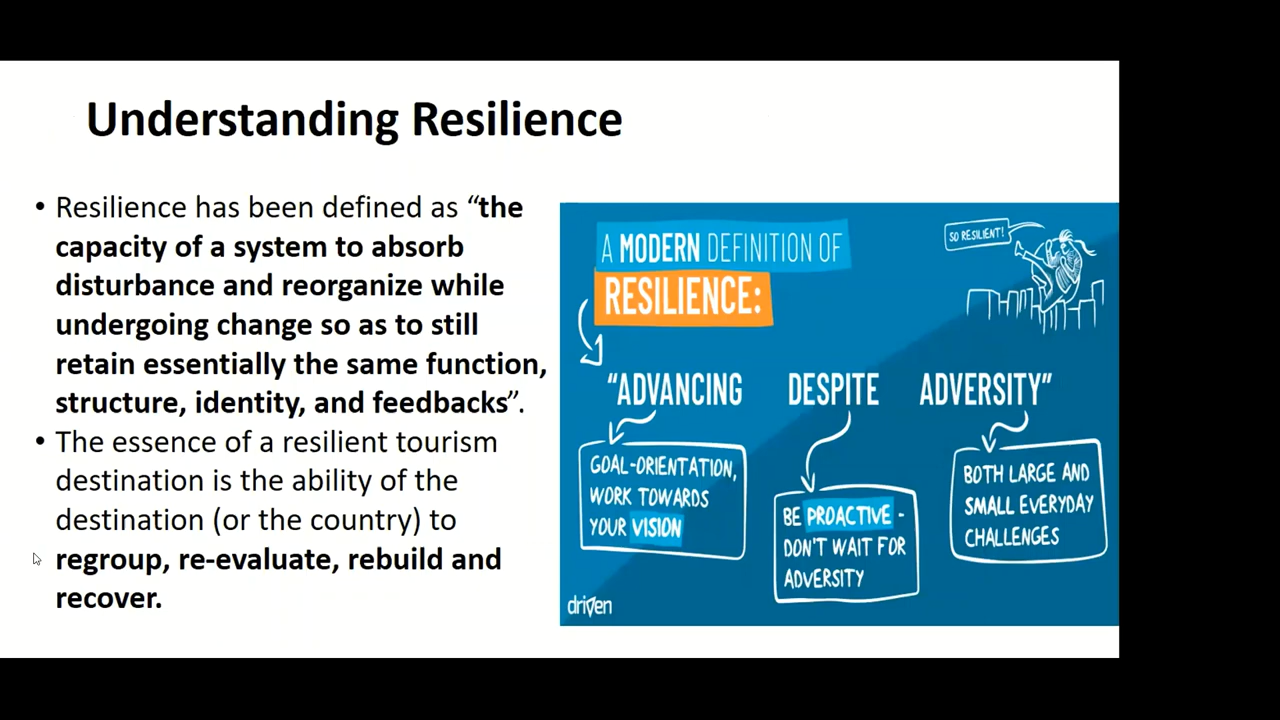 Understanding Resilience
• Resilience has been defined as “the
capacity of a system to absorb
disturbance and reorganize while
undergoing change so as to still
retain essentially the same function,
structure, identity, and feedbacks”.
• The essence of a resilient tourism
destination is the ability of the
destination (or the country) to
regroup, re-evaluate, rebuild and
recover.
A MODERN DEFINITION OF
RESILIENCE:
SO RESILIENT!
“ADVANCING DESPITE ADVERSITY”
GOAL-ORIENTATION,
WORK TOWARDS
YOUR VISION
BE PROACTIVE -
DON'T WAIT FOR
ADVERSITY
BOTH LARGE AND
SMALL EVERYDAY
CHALLENGES
driven